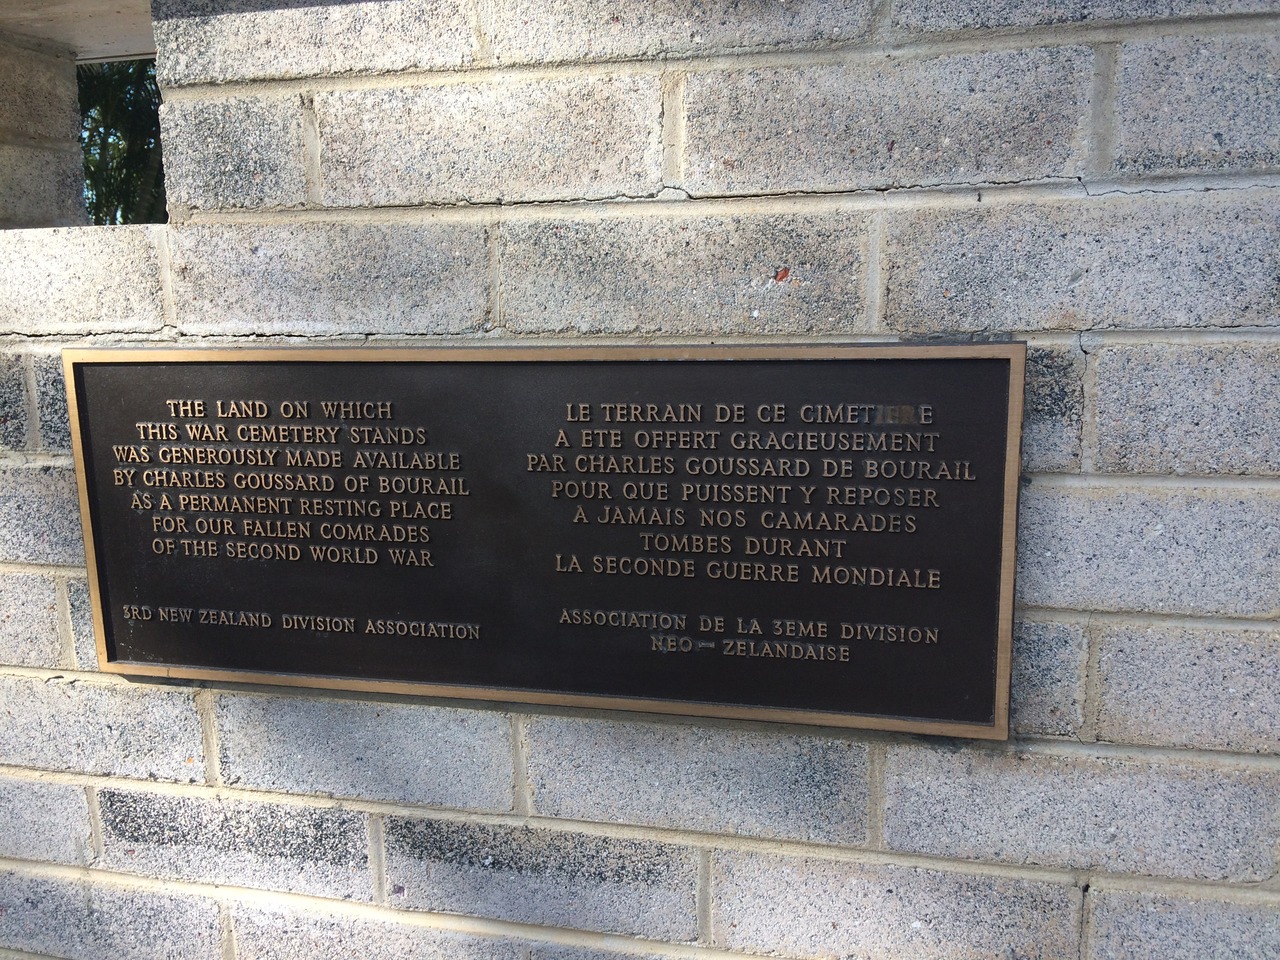 THE LAND ON WHICH
THIS WAR CEMETERY STANDS
WAS GENEROUSLY MADE AVAILABLE
BY CHARLES GOUSSARD OF BOURAIL
AS A PERMANENT RESTING PLACE
FOR OUR FALLEN COMRADES
OF THE SECOND WORLD WAR
3RD NEW ZEALAND DIVISION ASSOCIATION
LE TERRAIN DE CE CIMETIERE
A ETE OFFERT GRACIEUSEMENT
PAR CHARLES GOUSSARD DE BOURAIL
POUR QUE PUISSENT Y REPOSER
A JAMAIS NOS CAMARADES
TOMBES DURANT
LA SECONDE GUERRE MONDIALE
ASSOCIATION DE LA 3EME DIVISION
NEO - ZELANDAISE